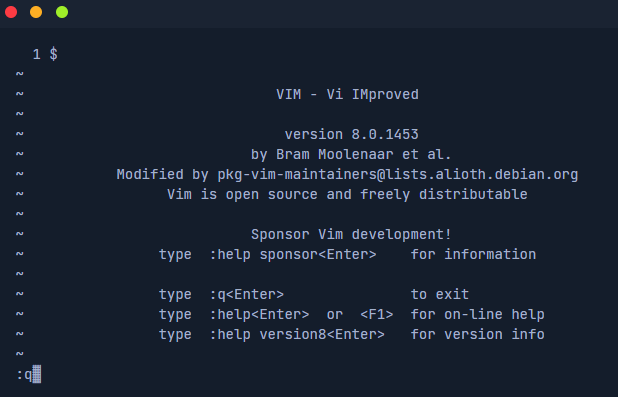 1 $
~
~ VIM - Vi IMproved
~
~ version 8.0.1453
~ by Bram Moolenaar et al.
~ Modified by pkg-vim-maintainers@lists.alioth.debian.org
~ Vim is open source and freely distributable
~
~ Sponsor Vim development!
~ type :help sponsor<Enter> for information
~
~ type :q<Enter> to exit
~ type :help<Enter> or <F1> for on-line help
~ type :help version8<Enter> for version info
~
:q